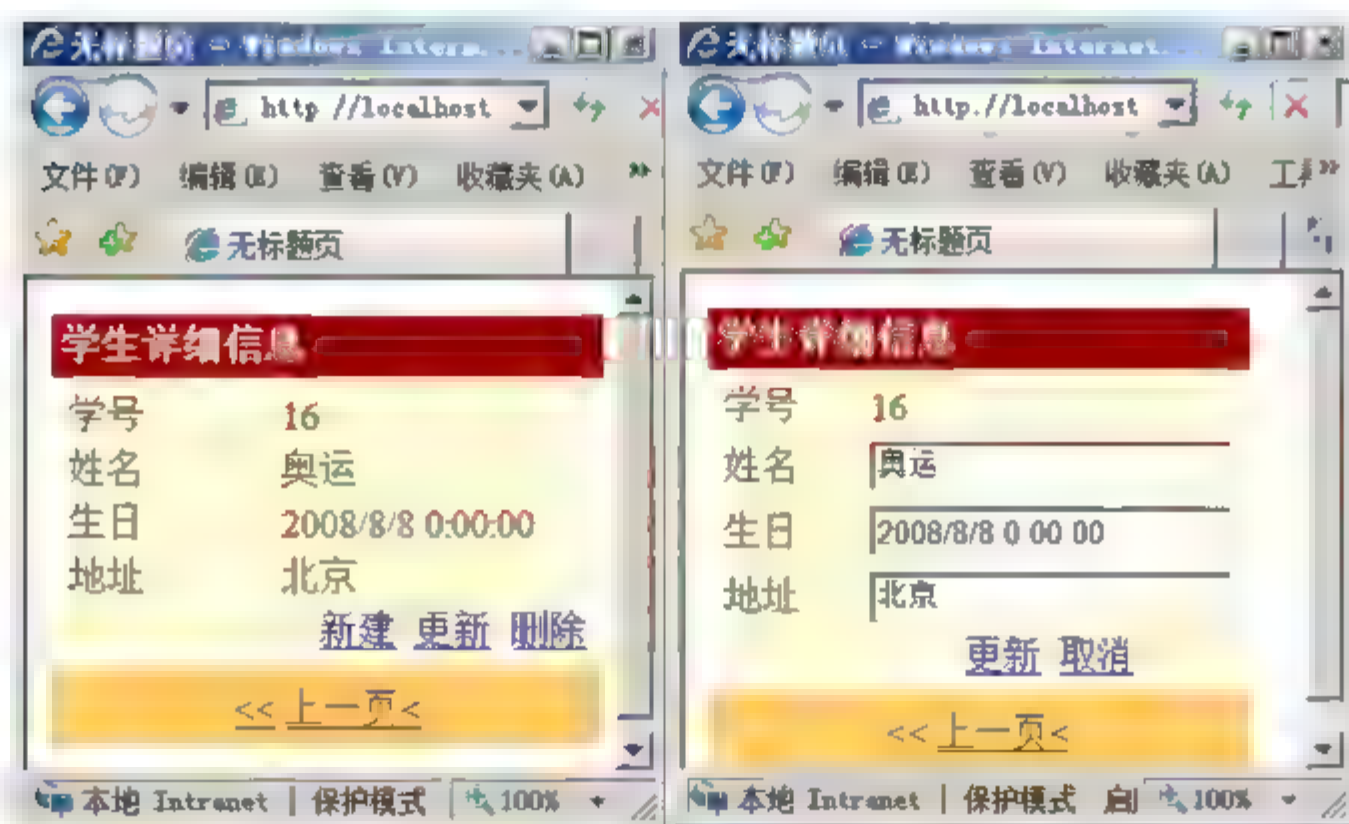 无标题页 - Windows Intern...
http //localhost
文件(F) 编辑(E) 查看(V) 收藏夹(A) »
无标题页
学生详细信息
学号 16
姓名 奥运
生日 2008/8/8 0:00:00
地址 北京
新建 更新 删除
<< 上一页<
本地 Intranet | 保护模式 100%
无标题页 - Windows Internet...
http://localhost
文件(F) 编辑(E) 查看(V) 收藏夹(A) 工具»
无标题页
学生详细信息
学号 16
姓名 奥运
生日 2008/8/8 0 00 00
地址 北京
更新 取消
<< 上一页<
本地 Intranet | 保护模式 启 100%